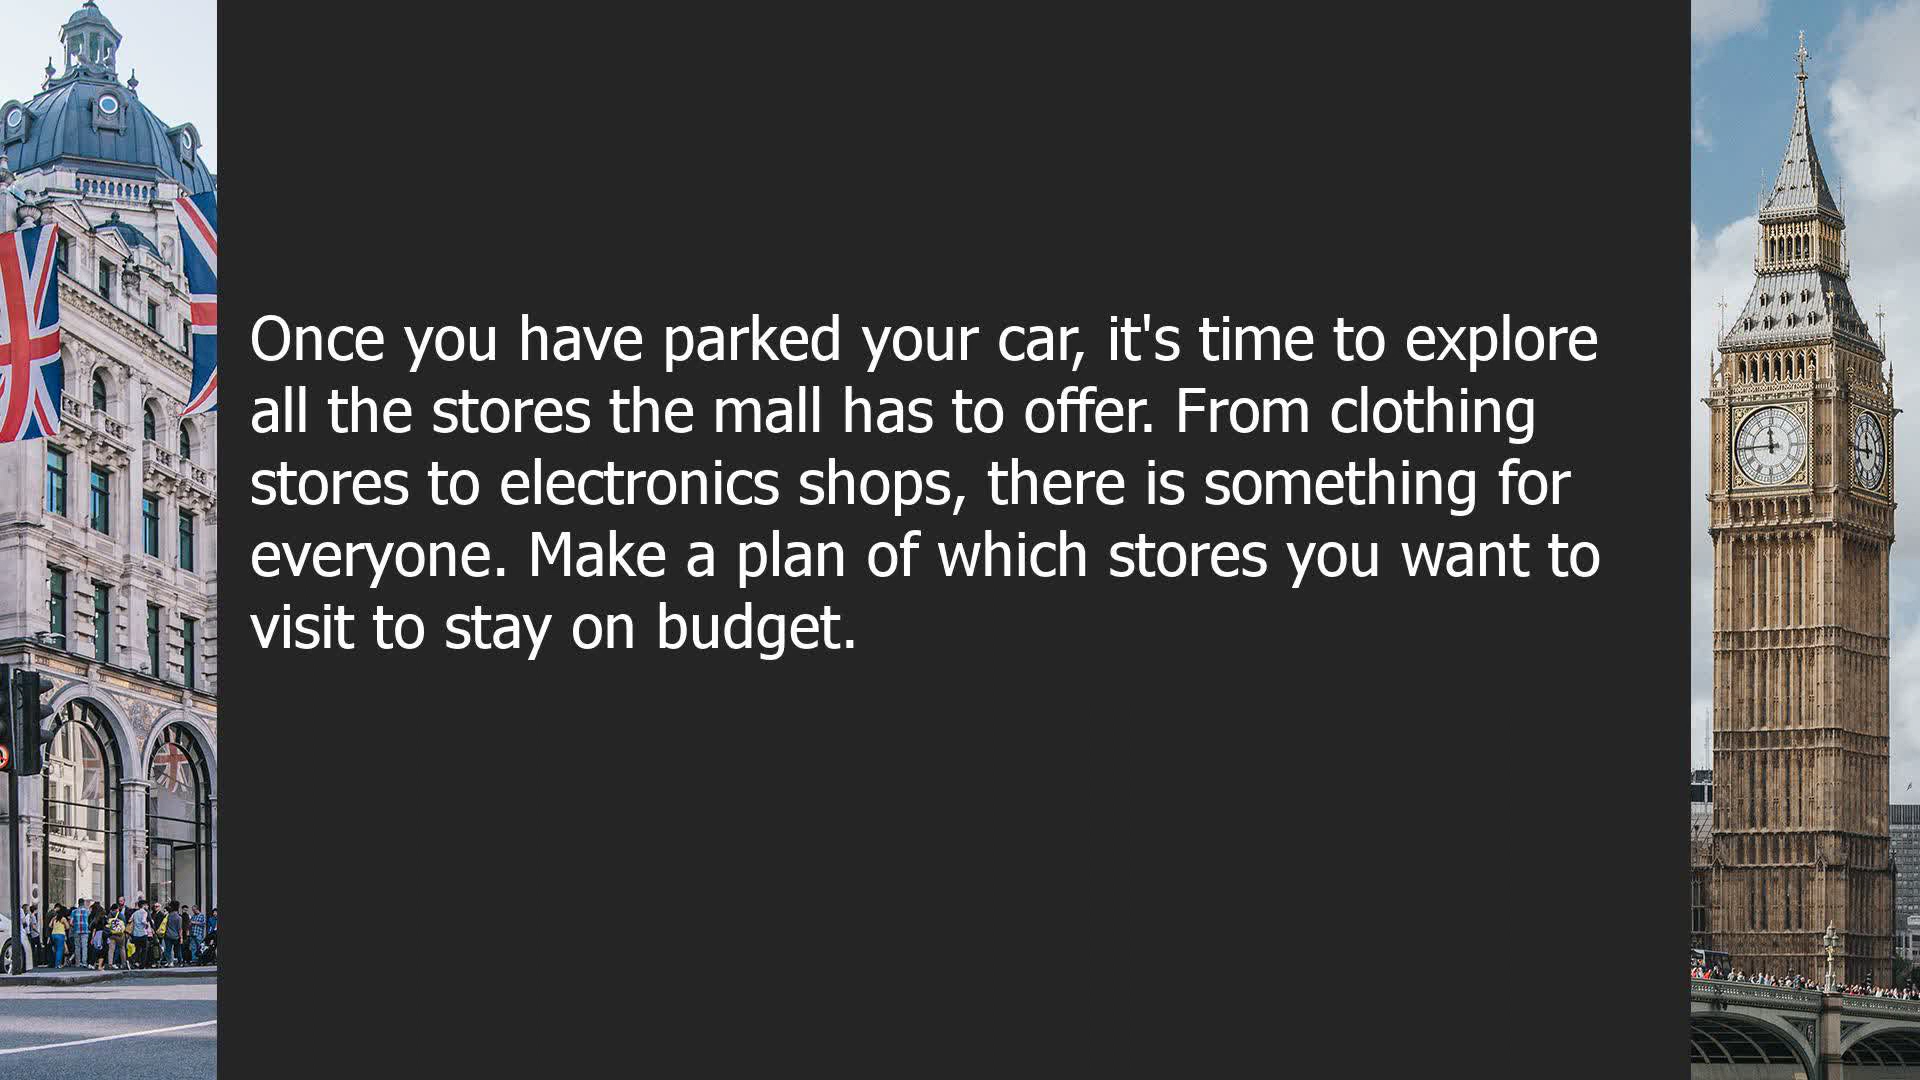 Once you have parked your car, it's time to explore
all the stores the mall has to offer. From clothing
stores to electronics shops, there is something for
everyone. Make a plan of which stores you want to
visit to stay on budget.